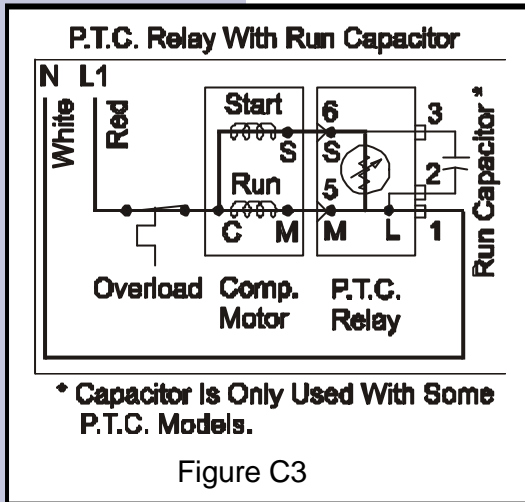 P.T.C. Relay With Run Capacitor
N L1
White
Red
Start
S
Run
C M
6
S
5
M L
3
2
1
Run Capacitor *
Overload
Comp.
Motor
P.T.C.
Relay
* Capacitor Is Only Used With Some
P.T.C. Models.
Figure C3